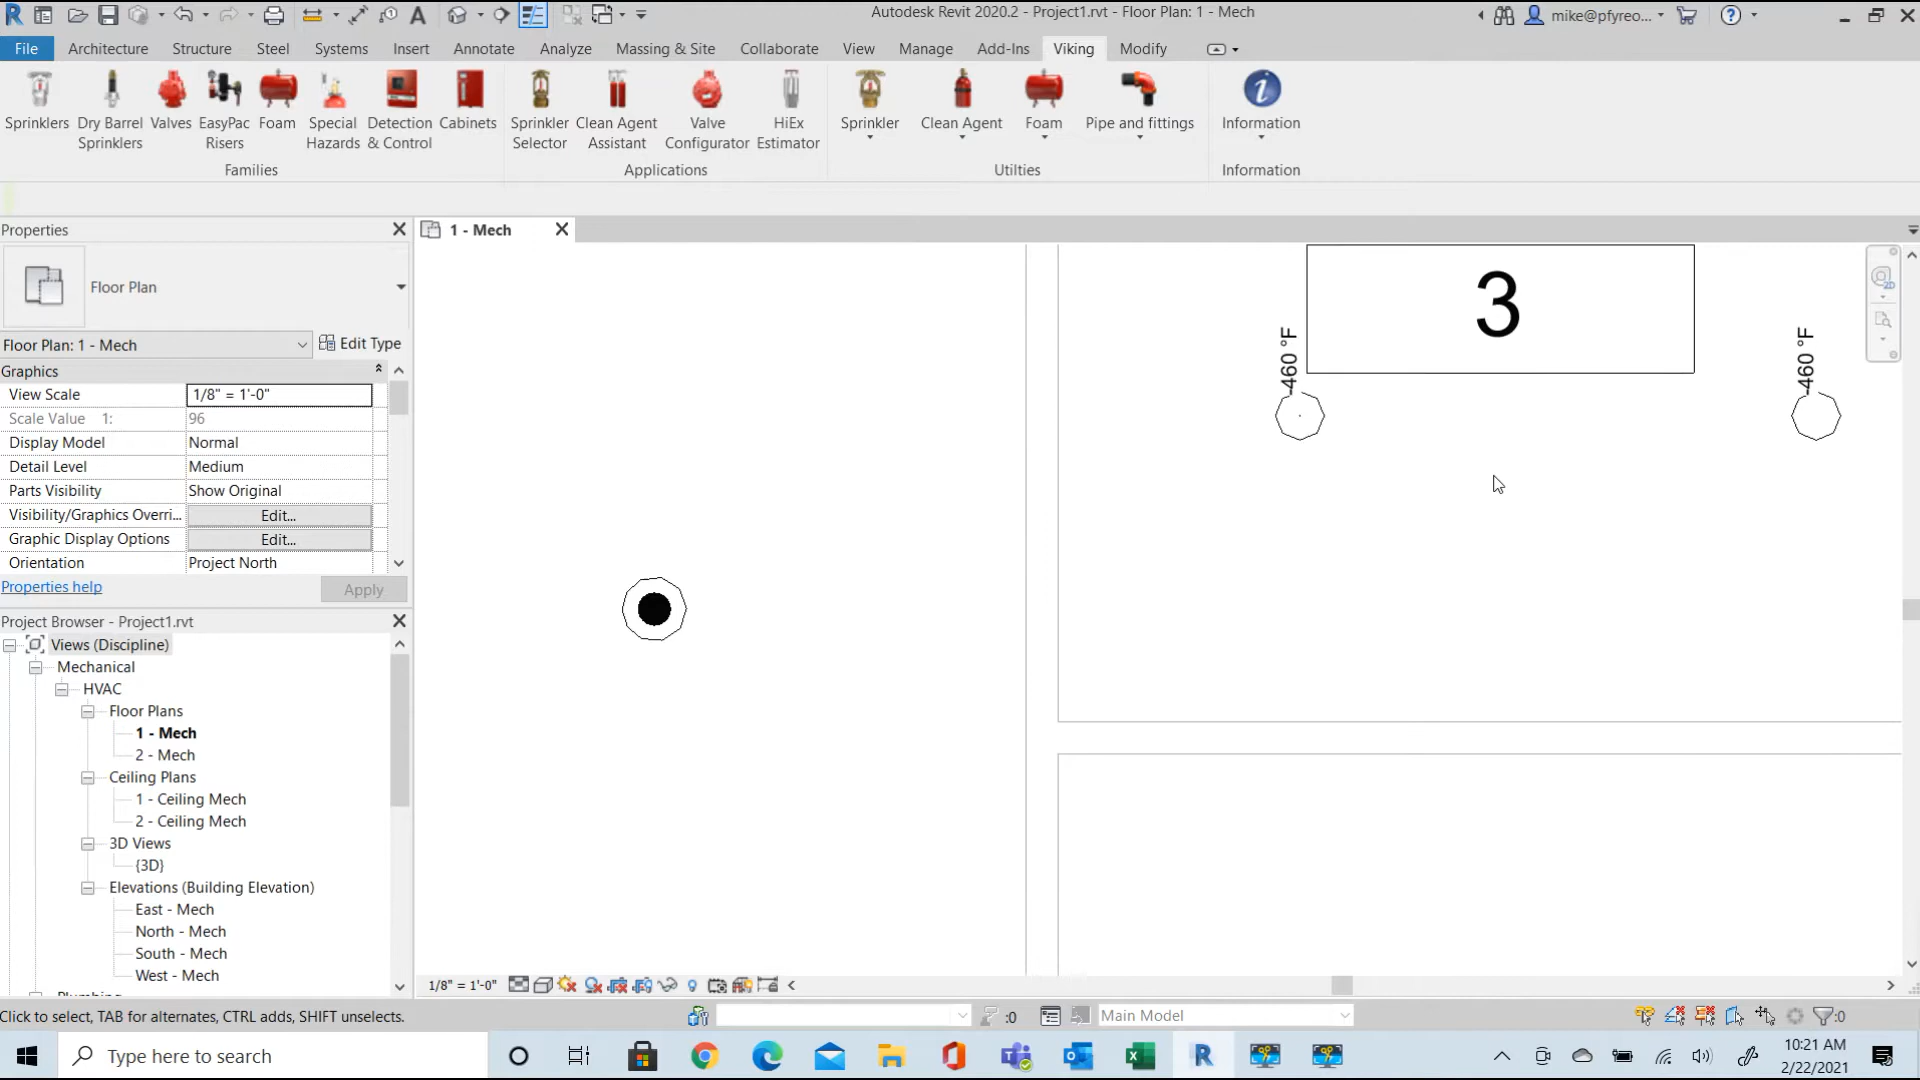 Autodesk Revit 2020.2 - Project1.rvt - Floor Plan: 1 - Mech
mike@pfyreo...
File Architecture Structure Steel Systems Insert Annotate Analyze Massing & Site Collaborate View Manage Add-Ins Viking Modify
Sprinklers
Dry Barrel
Sprinklers
Valves
EasyPac
Risers
Foam
Special
Hazards
Detection
& Control
Cabinets
Families
Sprinkler
Selector
Clean Agent
Assistant
Valve
Configurator
HiEx
Estimator
Applications
Sprinkler
Clean Agent
Foam
Pipe and fittings
Utilties
Information
Information
Properties
Floor Plan
Floor Plan: 1 - Mech
Edit Type
Graphics
View Scale 1/8" = 1'-0"
Scale Value 1: 96
Display Model Normal
Detail Level Medium
Parts Visibility Show Original
Visibility/Graphics Overri... Edit...
Graphic Display Options Edit...
Orientation Project North
Properties help
Apply
Project Browser - Project1.rvt
Views (Discipline)
Mechanical
HVAC
Floor Plans
1 - Mech
2 - Mech
Ceiling Plans
1 - Ceiling Mech
2 - Ceiling Mech
3D Views
{3D}
Elevations (Building Elevation)
East - Mech
North - Mech
South - Mech
West - Mech
1 - Mech
3
-460 °F
-460 °F
2D
1/8" = 1'-0"
Click to select, TAB for alternates, CTRL adds, SHIFT unselects.
:0
Main Model
:0
Type here to search
10:21 AM
2/22/2021